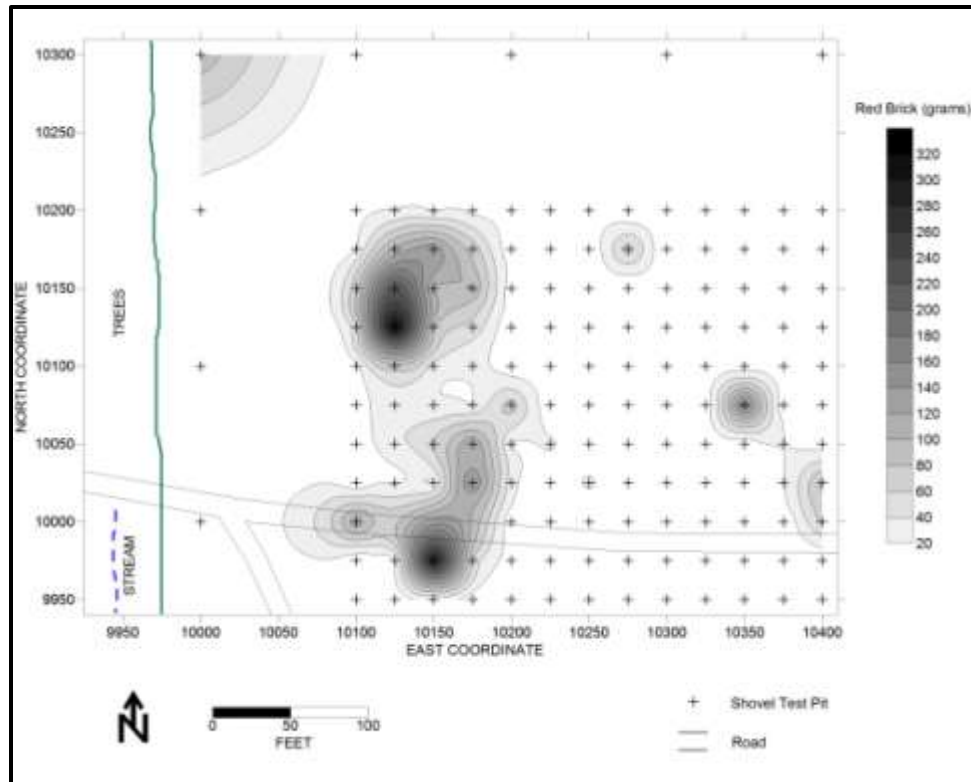 Red Brick (grams)
320
300
280
260
240
220
200
180
160
140
120
100
80
60
40
20
NORTH COORDINATE
10300
10250
10200
10150
10100
10050
10000
9950
TREES
STREAM
9950 10000 10050 10100 10150 10200 10250 10300 10350 10400
EAST COORDINATE
N
0 50 100
FEET
Shovel Test Pit
Road